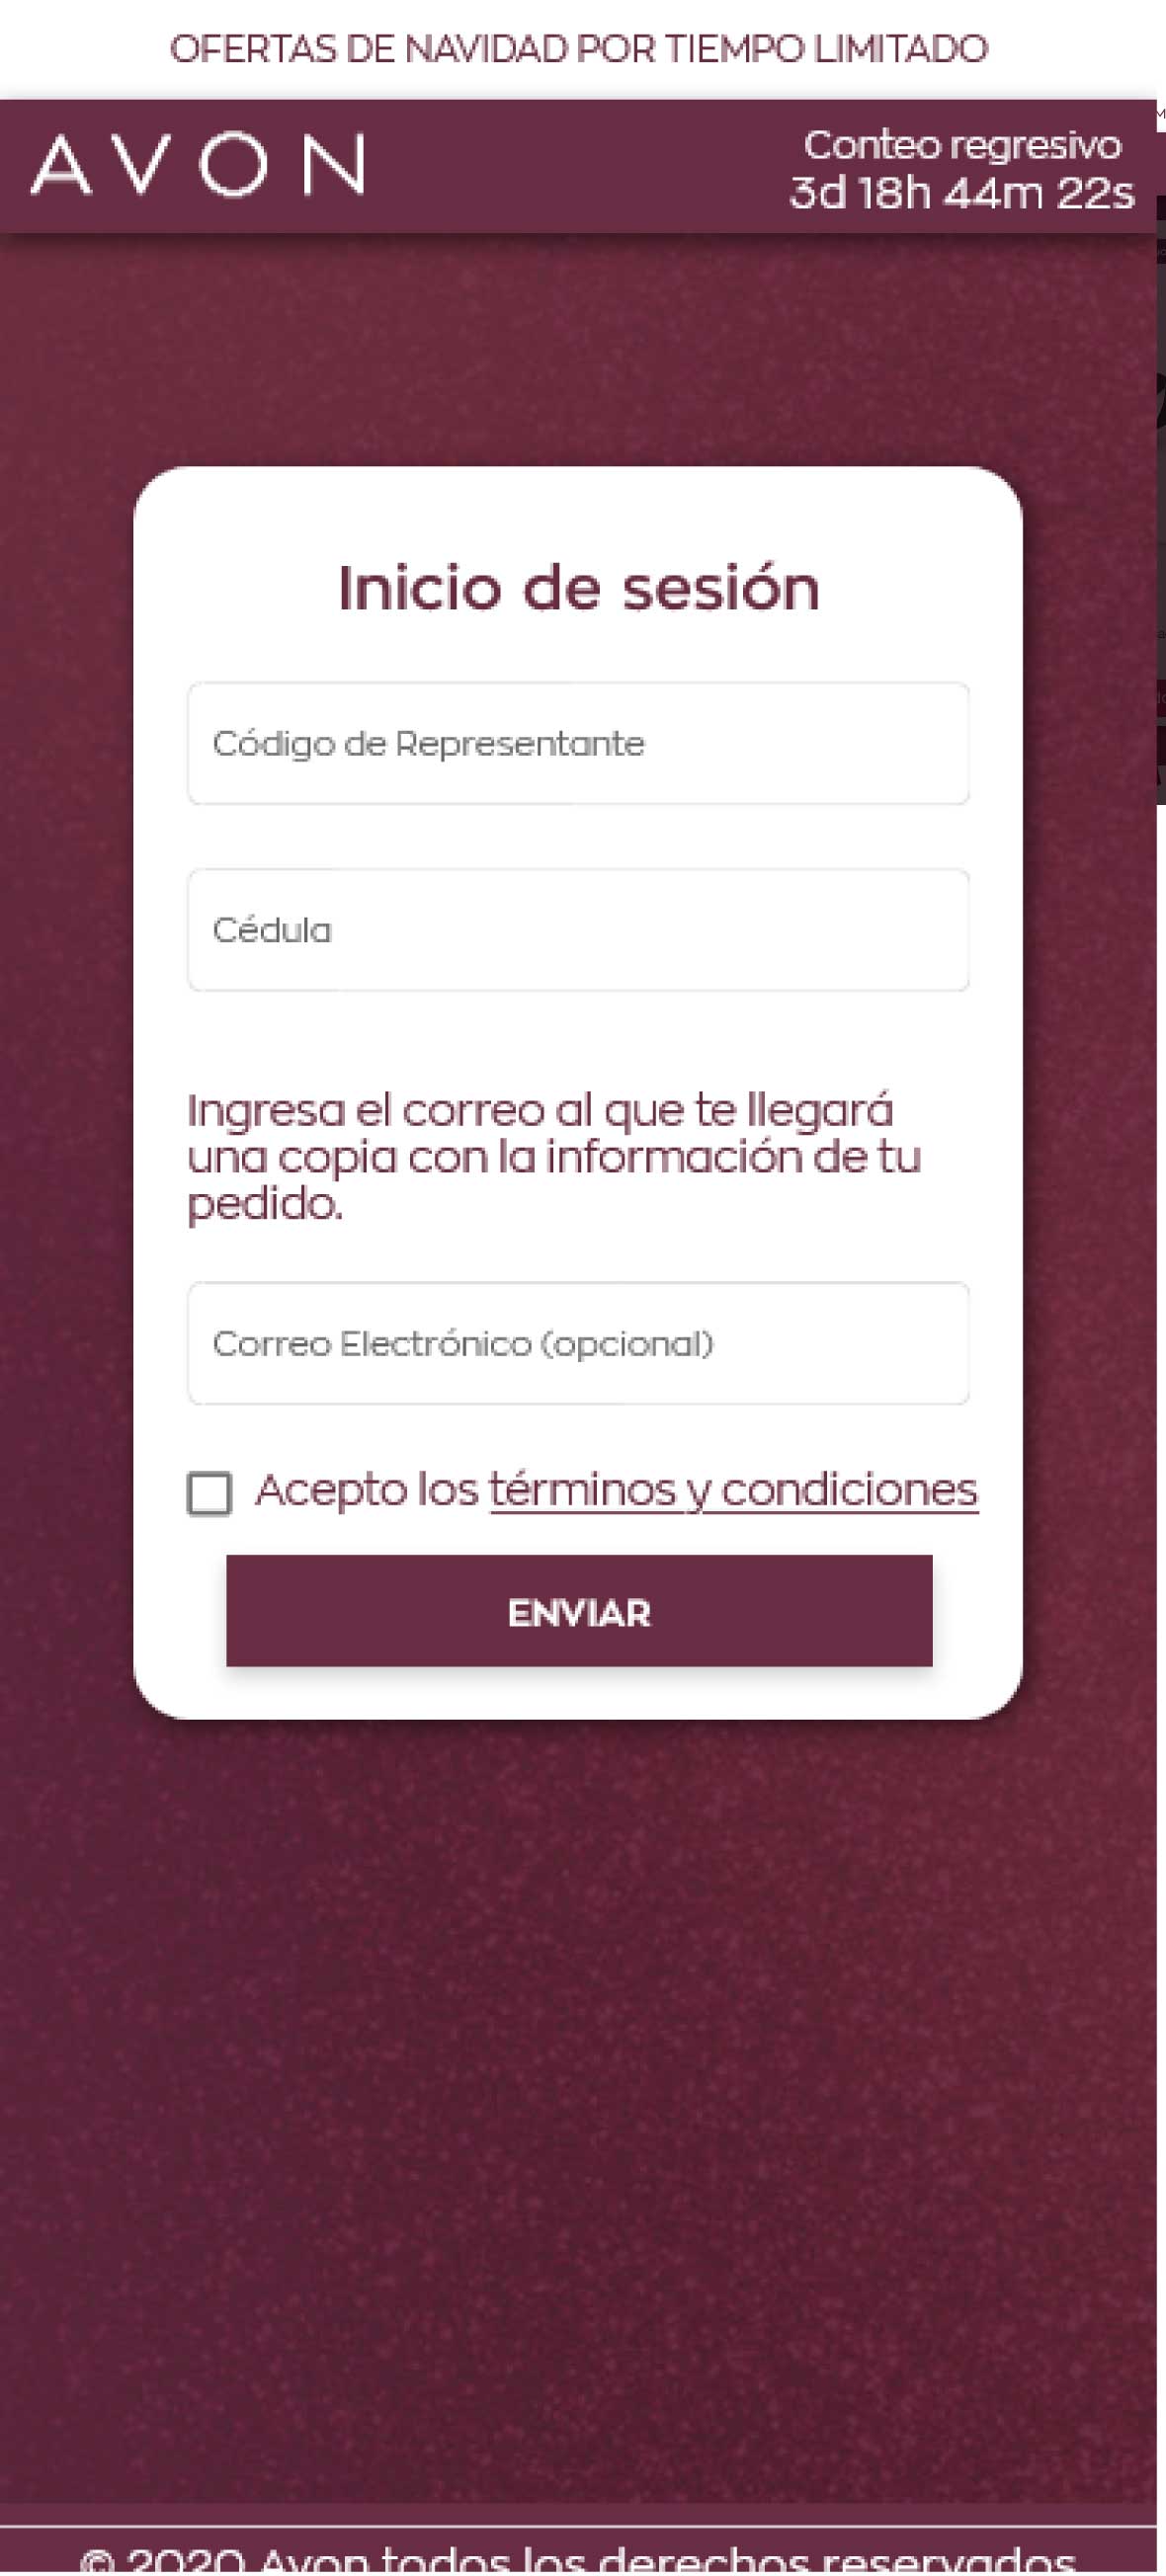 OFERTAS DE NAVIDAD POR TIEMPO LIMITADO
AVON
Conteo regresivo
3d 18h 44m 22s
Inicio de sesión
Código de Representante
Cédula
Ingresa el correo al que te llegará
una copia con la información de tu
pedido.
Correo Electrónico (opcional)
Acepto los términos y condiciones
ENVIAR
© 2020 Avon todos los derechos reservados